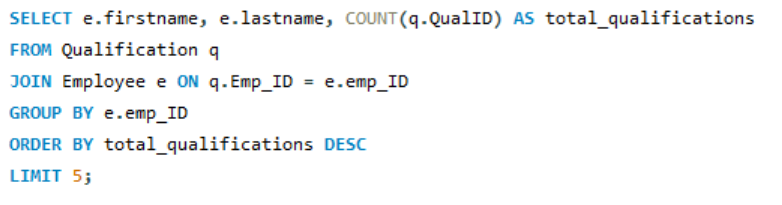 SELECT e.firstname, e.lastname, COUNT(q.QualID) AS total_qualifications
FROM Qualification q
JOIN Employee e ON q.Emp_ID = e.emp_ID
GROUP BY e.emp_ID
ORDER BY total_qualifications DESC
LIMIT 5;